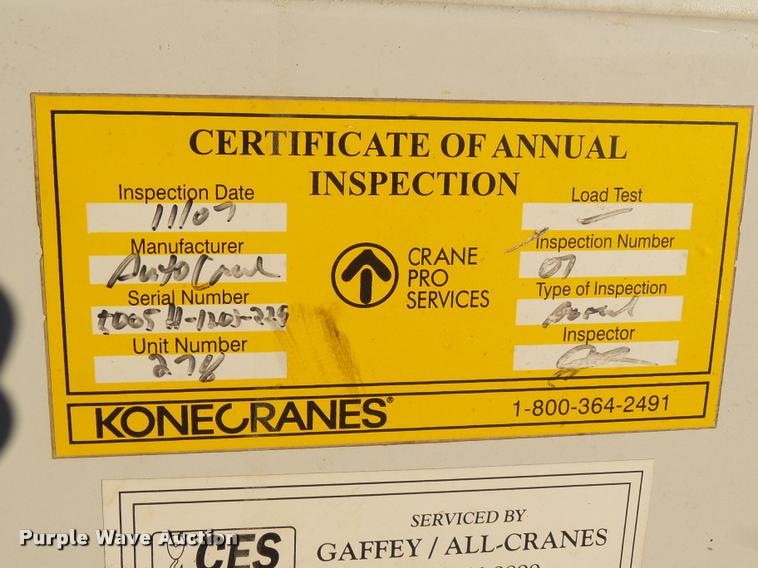 CERTIFICATE OF ANNUAL
INSPECTION
Inspection Date
11/07
Manufacturer
Auto Crane
Serial Number
Unit Number
278
CRANE
PRO
SERVICES
Load Test
Inspection Number
07
Type of Inspection
Inspector
KONECRANES®
1-800-364-2491
SERVICED BY
CES
GAFFEY / ALL-CRANES
Purple Wave Auction